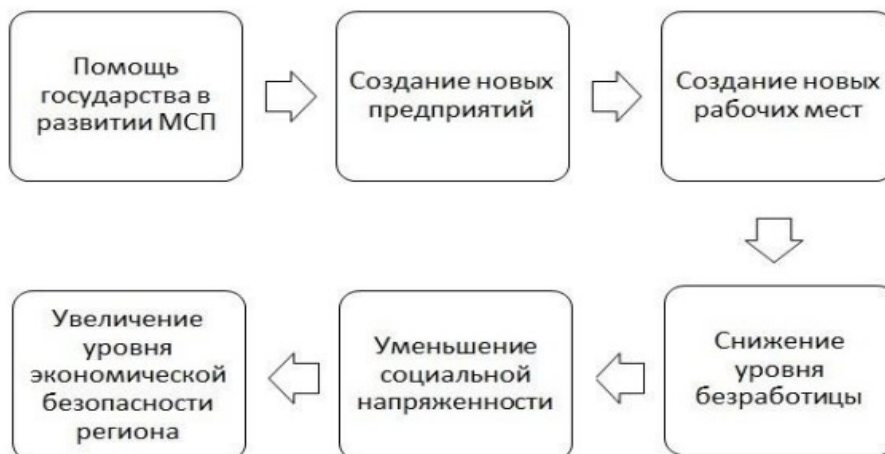 Помощь
государства в
развитии МСП
Создание новых
предприятий
Создание новых
рабочих мест
Снижение
уровня
безработицы
Уменьшение
социальной
напряженности
Увеличение
уровня
экономической
безопасности
региона